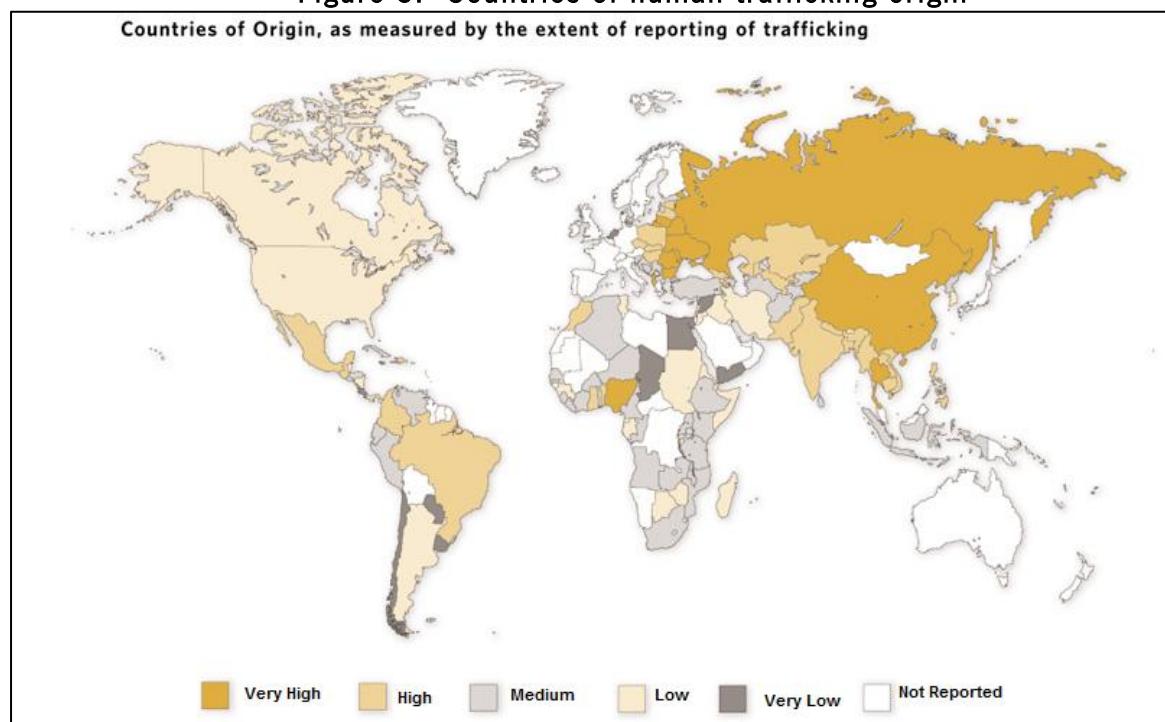 Figure Countries of human trafficking origin
Countries of Origin, as measured by the extent of reporting of trafficking
Very High High Medium Low Very Low Not Reported